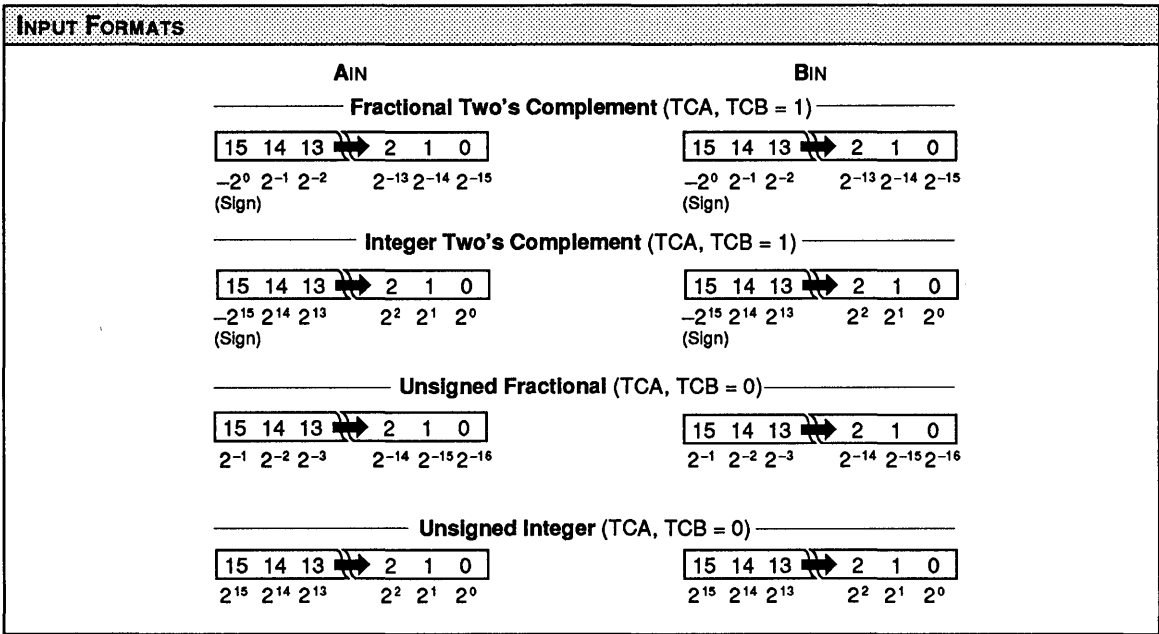 INPUT FORMATS
AIN BIN
Fractional Two's Complement (TCA, TCB = 1)
15 14 13 2 1 0 15 14 13 2 1 0
–2⁰ 2⁻¹ 2⁻² 2⁻¹³ 2⁻¹⁴ 2⁻¹⁵ –2⁰ 2⁻¹ 2⁻² 2⁻¹³ 2⁻¹⁴ 2⁻¹⁵
(Sign) (Sign)
Integer Two's Complement (TCA, TCB = 1)
15 14 13 2 1 0 15 14 13 2 1 0
–2¹⁵ 2¹⁴ 2¹³ 2² 2¹ 2⁰ –2¹⁵ 2¹⁴ 2¹³ 2² 2¹ 2⁰
(Sign) (Sign)
Unsigned Fractional (TCA, TCB = 0)
15 14 13 2 1 0 15 14 13 2 1 0
2⁻¹ 2⁻² 2⁻³ 2⁻¹⁴ 2⁻¹⁵ 2⁻¹⁶ 2⁻¹ 2⁻² 2⁻³ 2⁻¹⁴ 2⁻¹⁵ 2⁻¹⁶
Unsigned Integer (TCA, TCB = 0)
15 14 13 2 1 0 15 14 13 2 1 0
2¹⁵ 2¹⁴ 2¹³ 2² 2¹ 2⁰ 2¹⁵ 2¹⁴ 2¹³ 2² 2¹ 2⁰